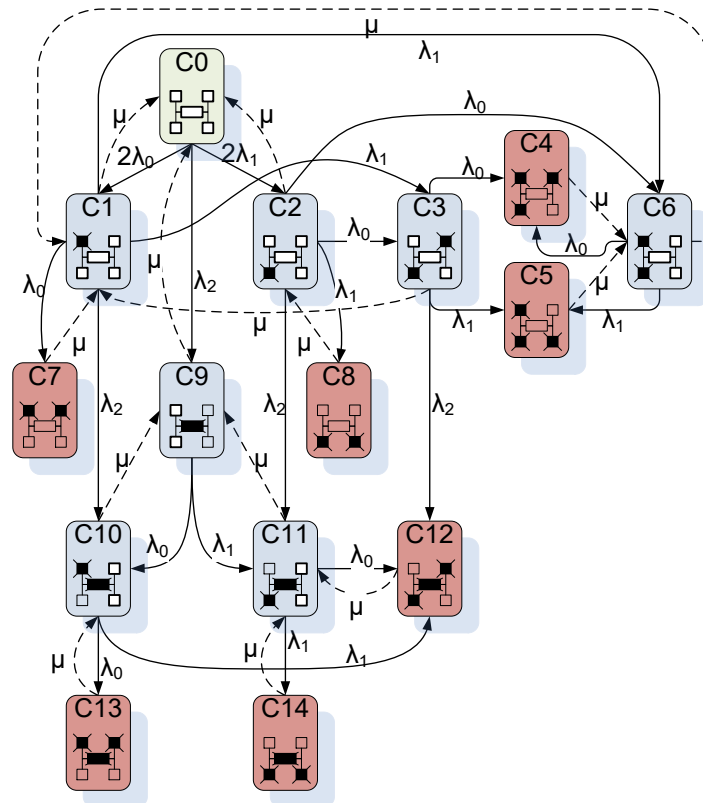 μ
λ₁
C0
μ
μ
λ₀
2λ₀
2λ₁
λ₁
λ₀
C4
C1
C2
C3
C6
μ
λ₀
λ₀
μ
λ₂
λ₀
λ₁
C5
μ
μ
μ
μ
λ₁
λ₁
C7
C9
C8
λ₂
λ₂
λ₂
μ
μ
C10
C11
C12
λ₀
λ₁
λ₀
μ
μ
λ₀
μ
λ₁
λ₁
C13
C14